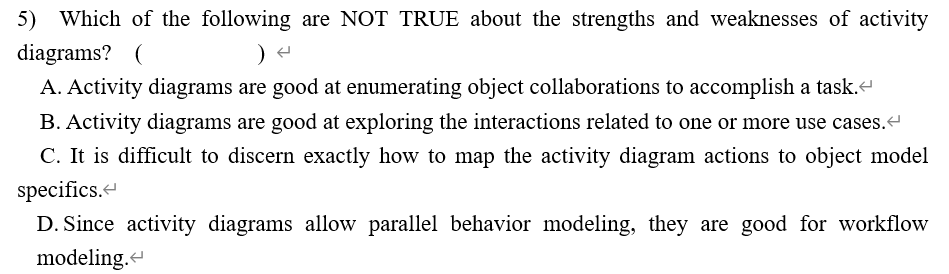 5) Which of the following are NOT TRUE about the strengths and weaknesses of activity
diagrams? ( ) ↵
A. Activity diagrams are good at enumerating object collaborations to accomplish a task.↵
B. Activity diagrams are good at exploring the interactions related to one or more use cases.↵
C. It is difficult to discern exactly how to map the activity diagram actions to object model
specifics.↵
D. Since activity diagrams allow parallel behavior modeling, they are good for workflow
modeling.↵